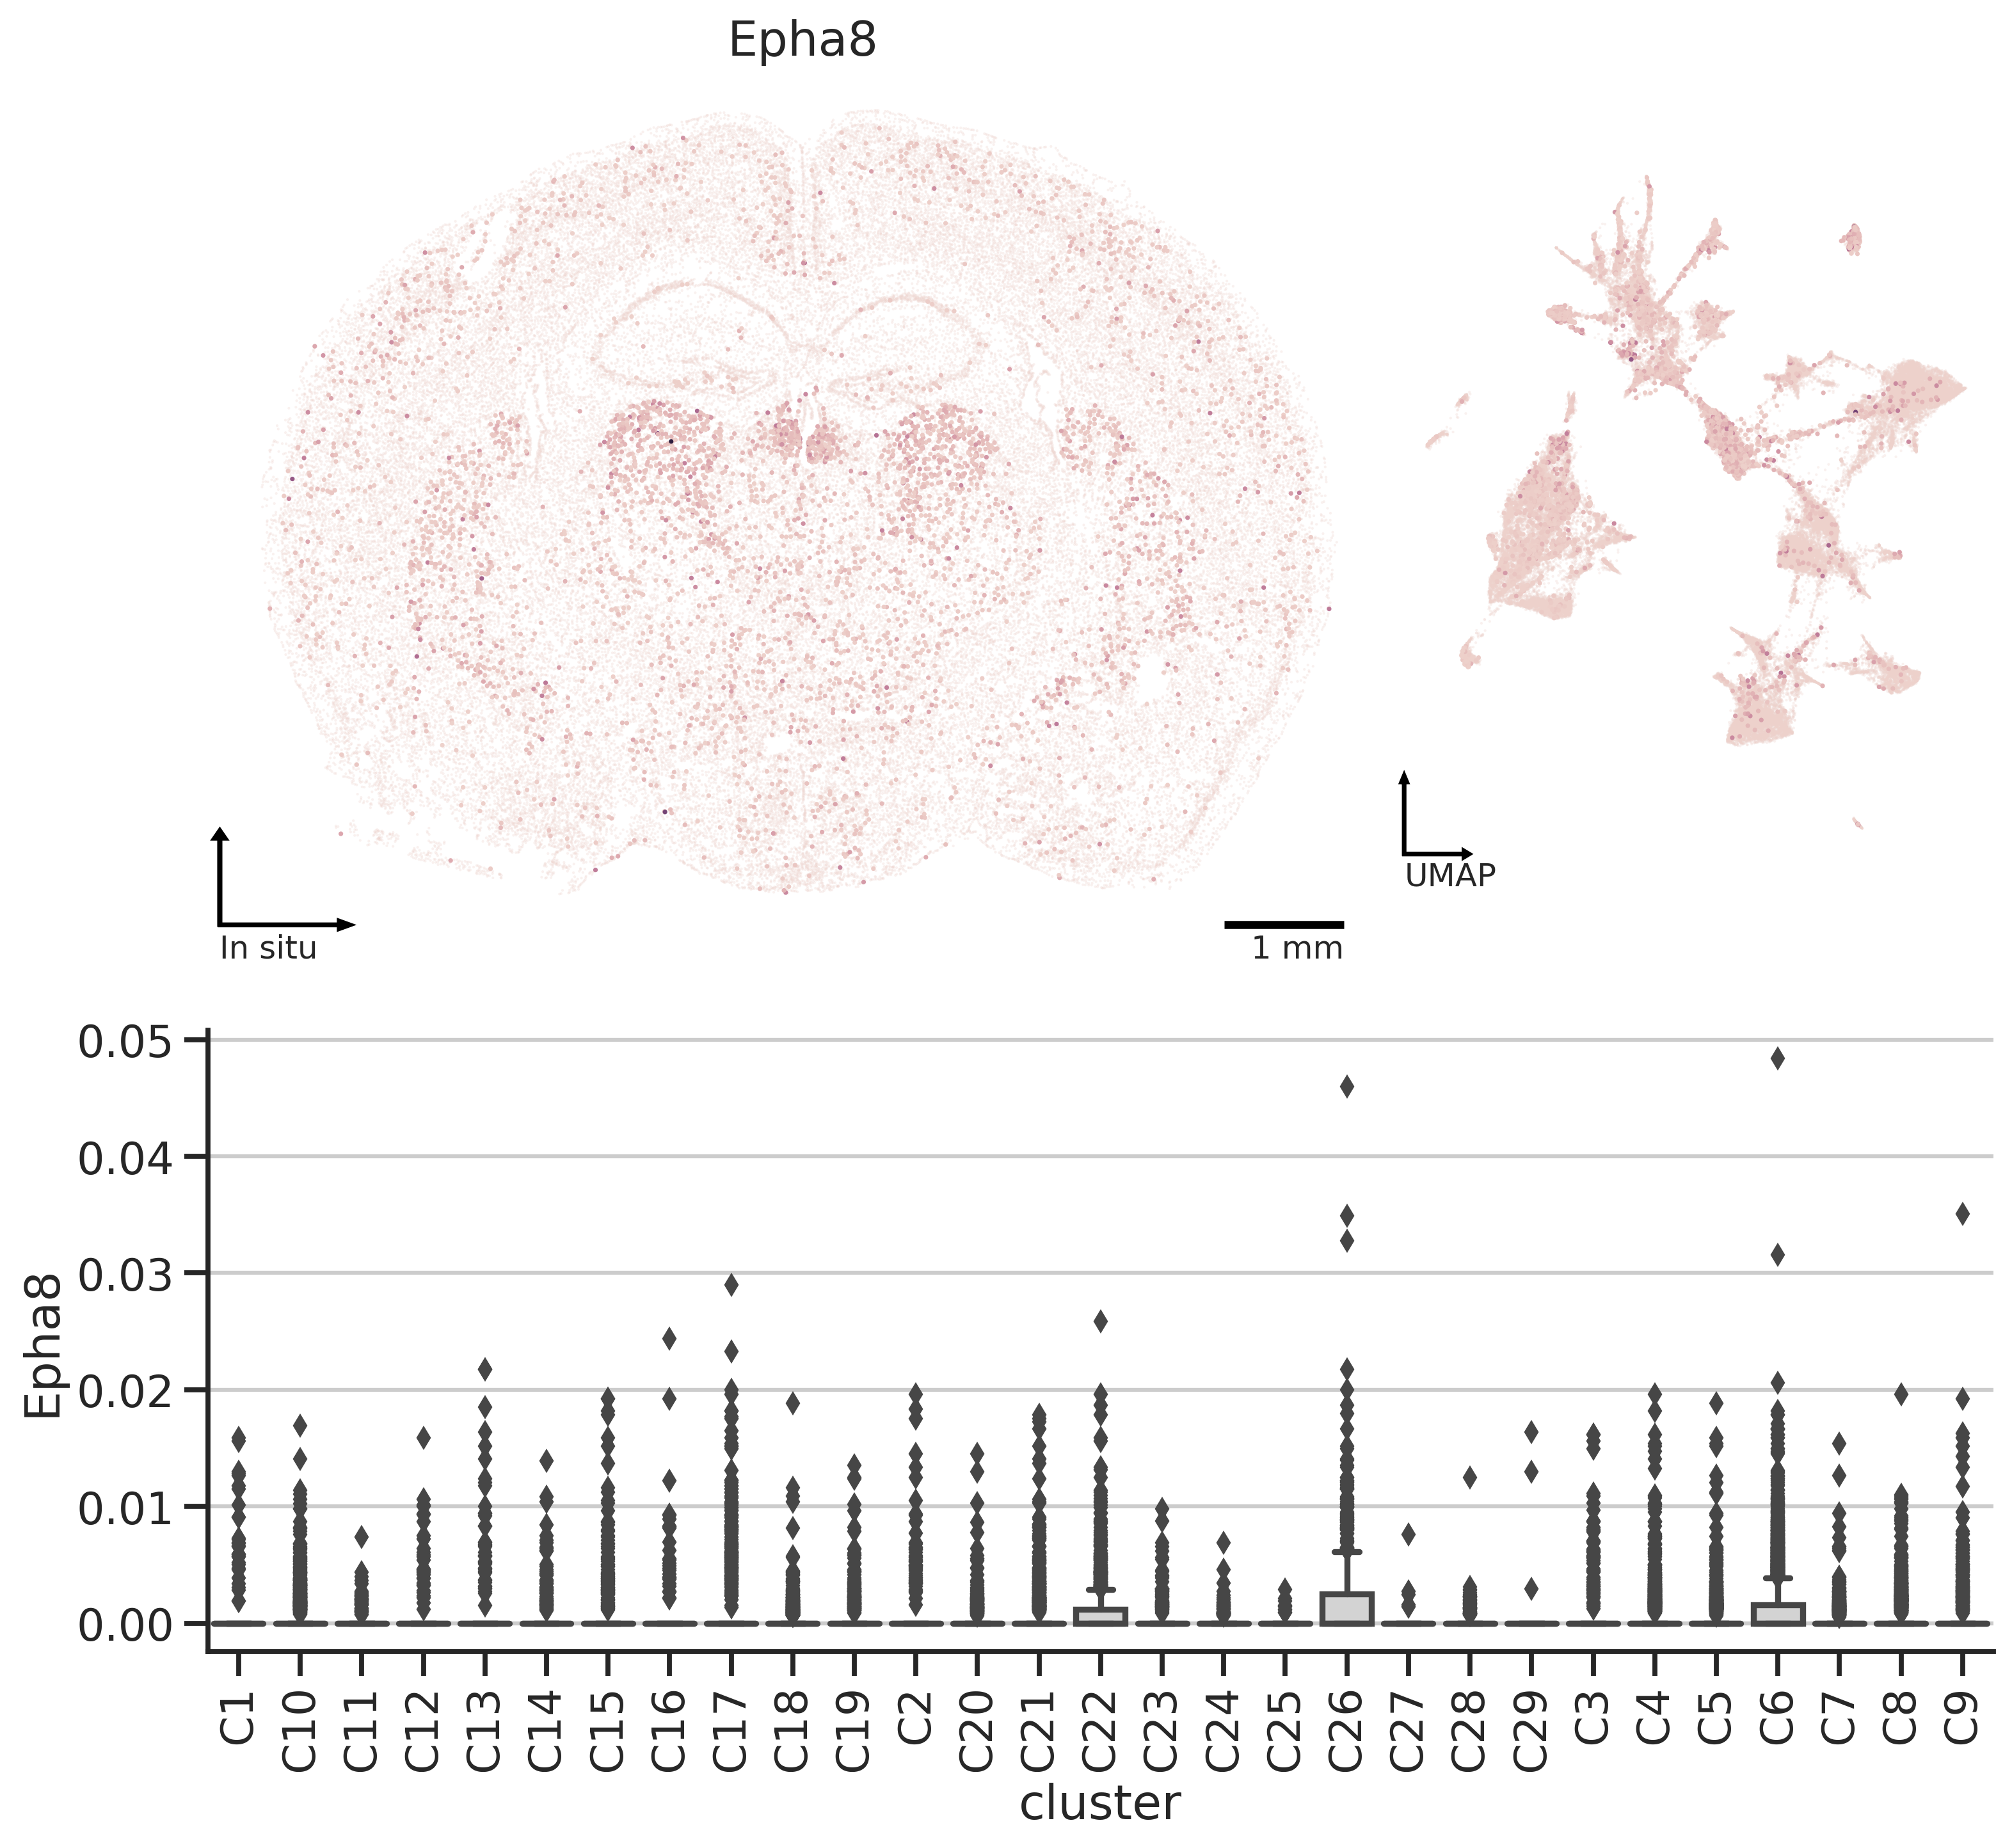 Epha8
In situ
1 mm
UMAP
Epha8
0.05
0.04
0.03
0.02
0.01
0.00
C1
C10
C11
C12
C13
C14
C15
C16
C17
C18
C19
C2
C20
C21
C22
C23
C24
C25
C26
C27
C28
C29
C3
C4
C5
C6
C7
C8
C9
cluster